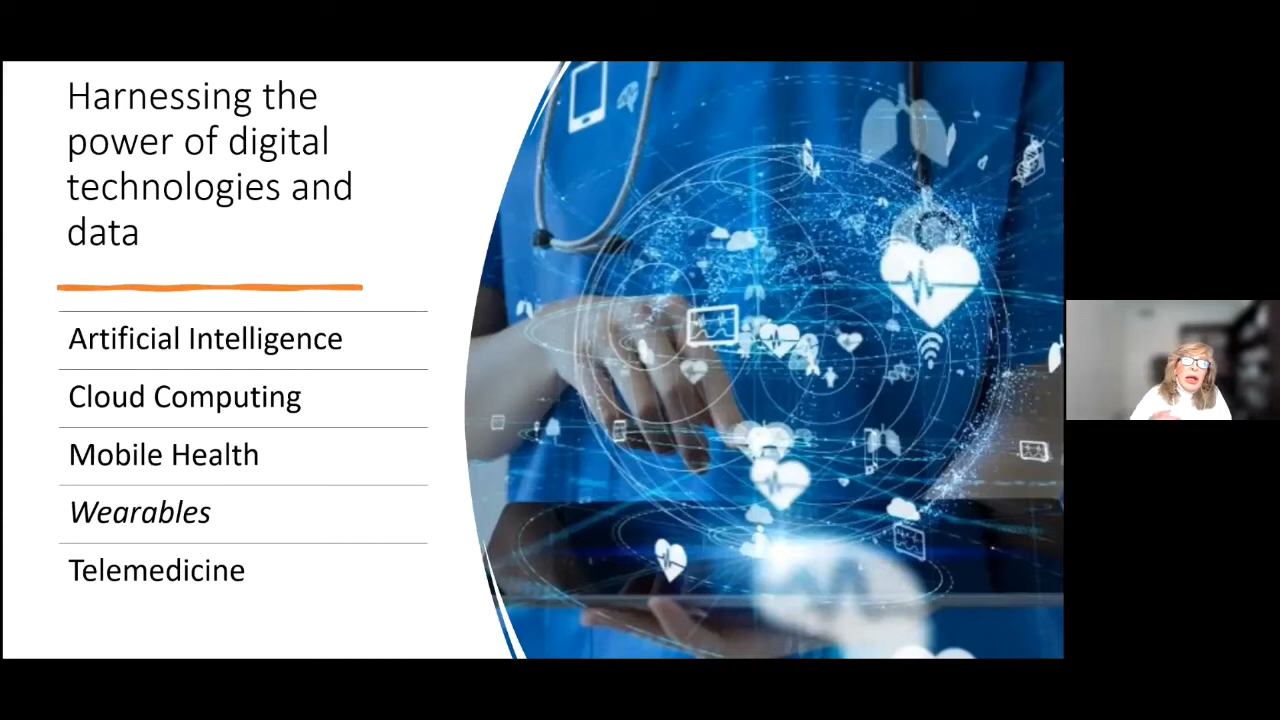 Harnessing the
power of digital
technologies and
data
Artificial Intelligence
Cloud Computing
Mobile Health
Wearables
Telemedicine